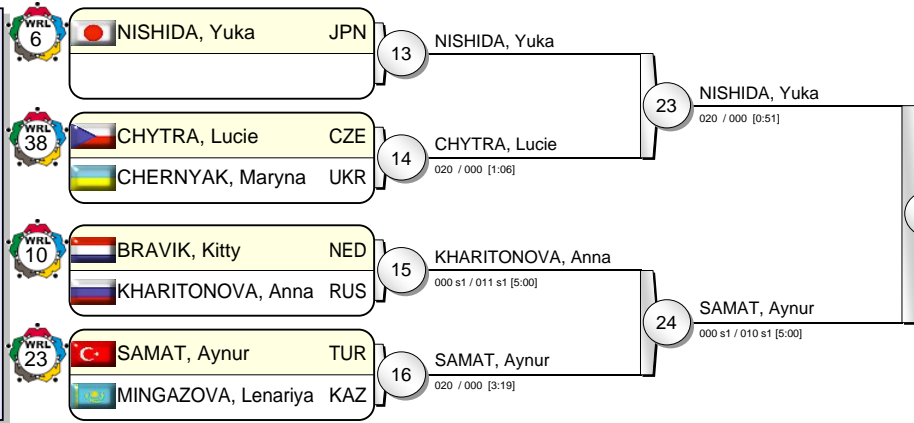 WRL
6
NISHIDA, Yuka JPN
13
NISHIDA, Yuka
23
NISHIDA, Yuka
020 / 000 [0:51]
WRL
38
CHYTRA, Lucie CZE
CHERNYAK, Maryna UKR
14
CHYTRA, Lucie
020 / 000 [1:06]
WRL
10
BRAVIK, Kitty NED
KHARITONOVA, Anna RUS
15
KHARITONOVA, Anna
000 s1 / 011 s1 [5:00]
24
SAMAT, Aynur
000 s1 / 010 s1 [5:00]
WRL
23
SAMAT, Aynur TUR
MINGAZOVA, Lenariya KAZ
16
SAMAT, Aynur
020 / 000 [3:19]